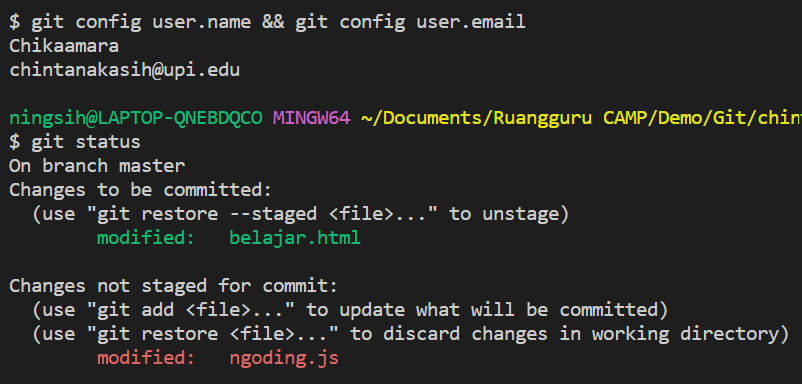 $ git config user.name && git config user.email
Chikaamara
chintanakasih@upi.edu
ningsih@LAPTOP-QNEBDQCO MINGW64 ~/Documents/Ruangguru CAMP/Demo/Git/chin
$ git status
On branch master
Changes to be committed:
(use "git restore --staged <file>..." to unstage)
modified: belajar.html
Changes not staged for commit:
(use "git add <file>..." to update what will be committed)
(use "git restore <file>..." to discard changes in working directory)
modified: ngoding.js